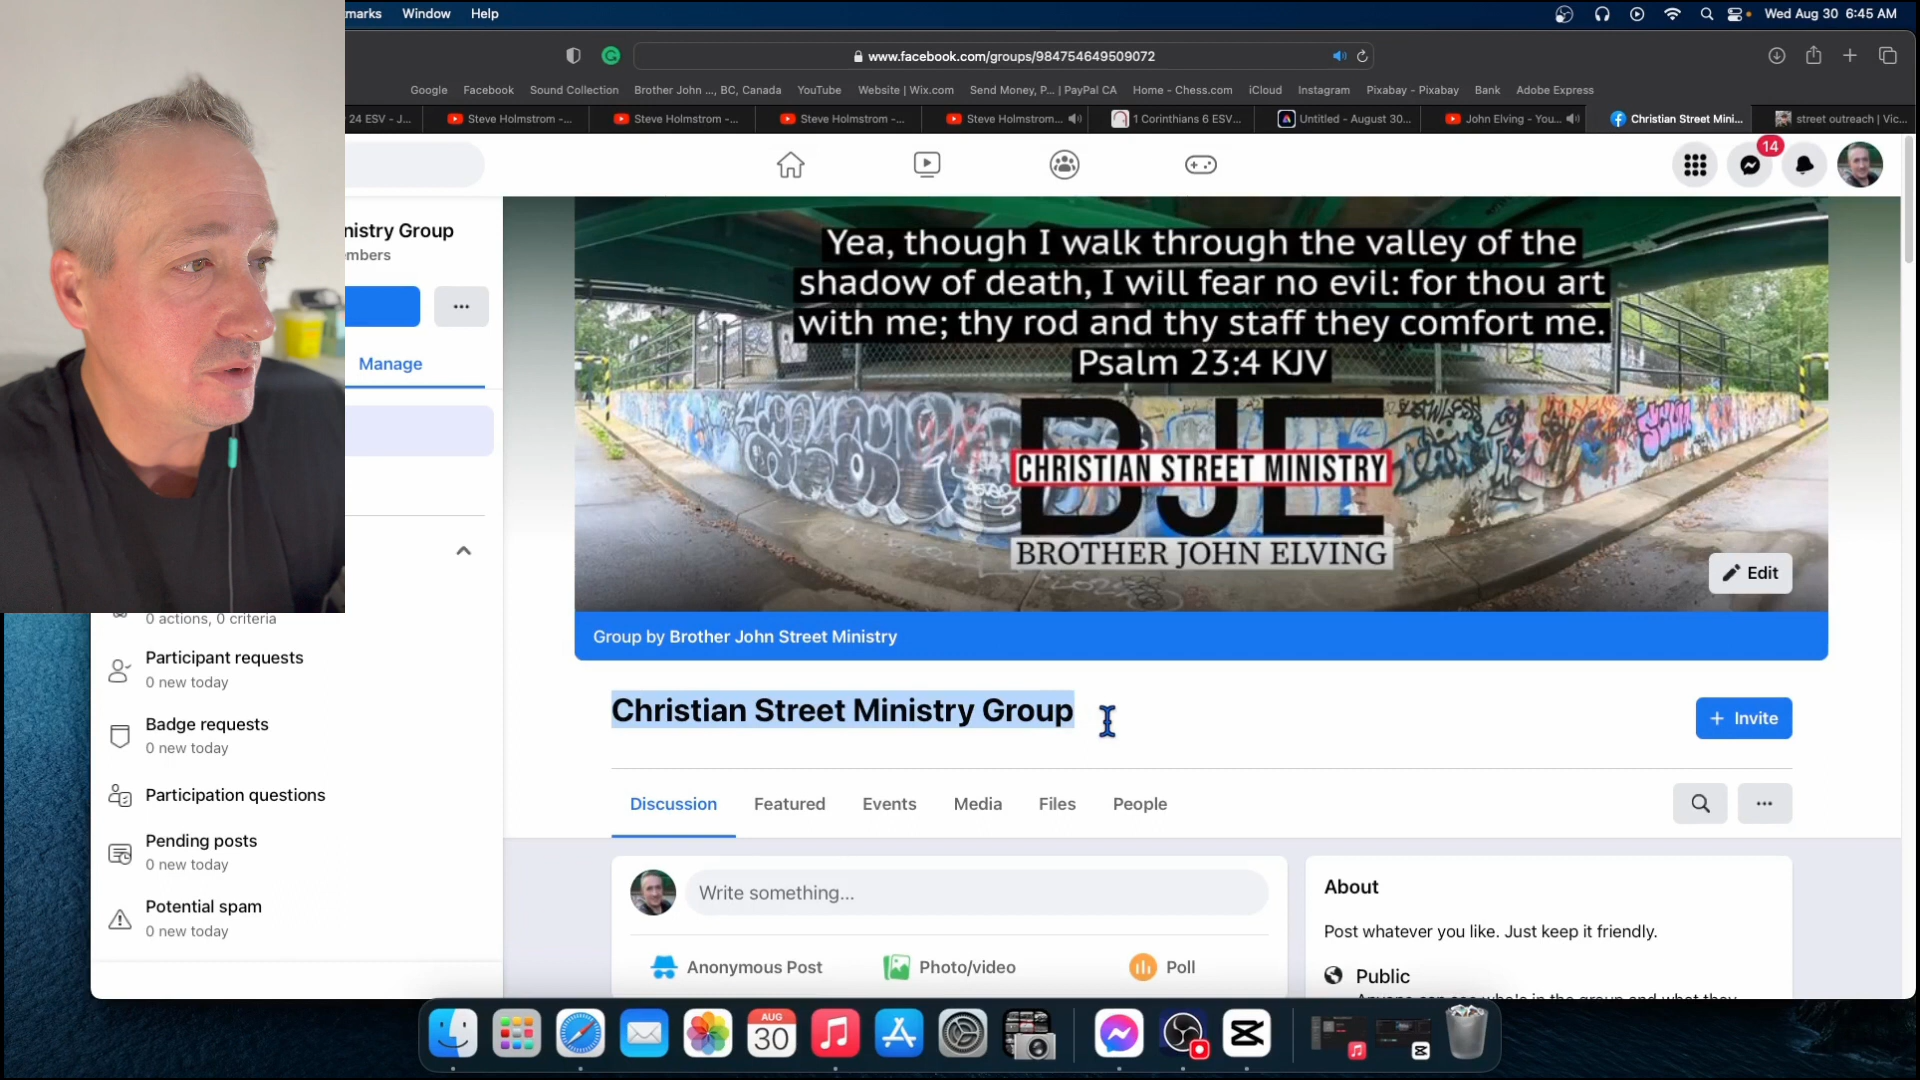 marks Window Help
Wed Aug 30 6:45 AM
www.facebook.com/groups/984754649509072
Google Facebook Sound Collection Brother John ..., BC, Canada YouTube Website | Wix.com Send Money, P... | PayPal CA Home - Chess.com iCloud Instagram Pixabay - Pixabay Bank Adobe Express
24 ESV - J... Steve Holmstrom -... Steve Holmstrom -... Steve Holmstrom -... Steve Holmstrom... 1 Corinthians 6 ESV... Untitled - August 30... John Elving - You... Christian Street Mini... street outreach | Vic...
14
nistry Group
embers
Manage
0 actions, 0 criteria
Participant requests
0 new today
Badge requests
0 new today
Participation questions
Pending posts
0 new today
Potential spam
0 new today
Yea, though I walk through the valley of the
shadow of death, I will fear no evil: for thou art
with me; thy rod and thy staff they comfort me.
Psalm 23:4 KJV
BJE
CHRISTIAN STREET MINISTRY
BROTHER JOHN ELVING
Edit
Group by Brother John Street Ministry
Christian Street Ministry Group
+ Invite
Discussion Featured Events Media Files People
Write something...
Anonymous Post Photo/video Poll
About
Post whatever you like. Just keep it friendly.
Public
AUG
30